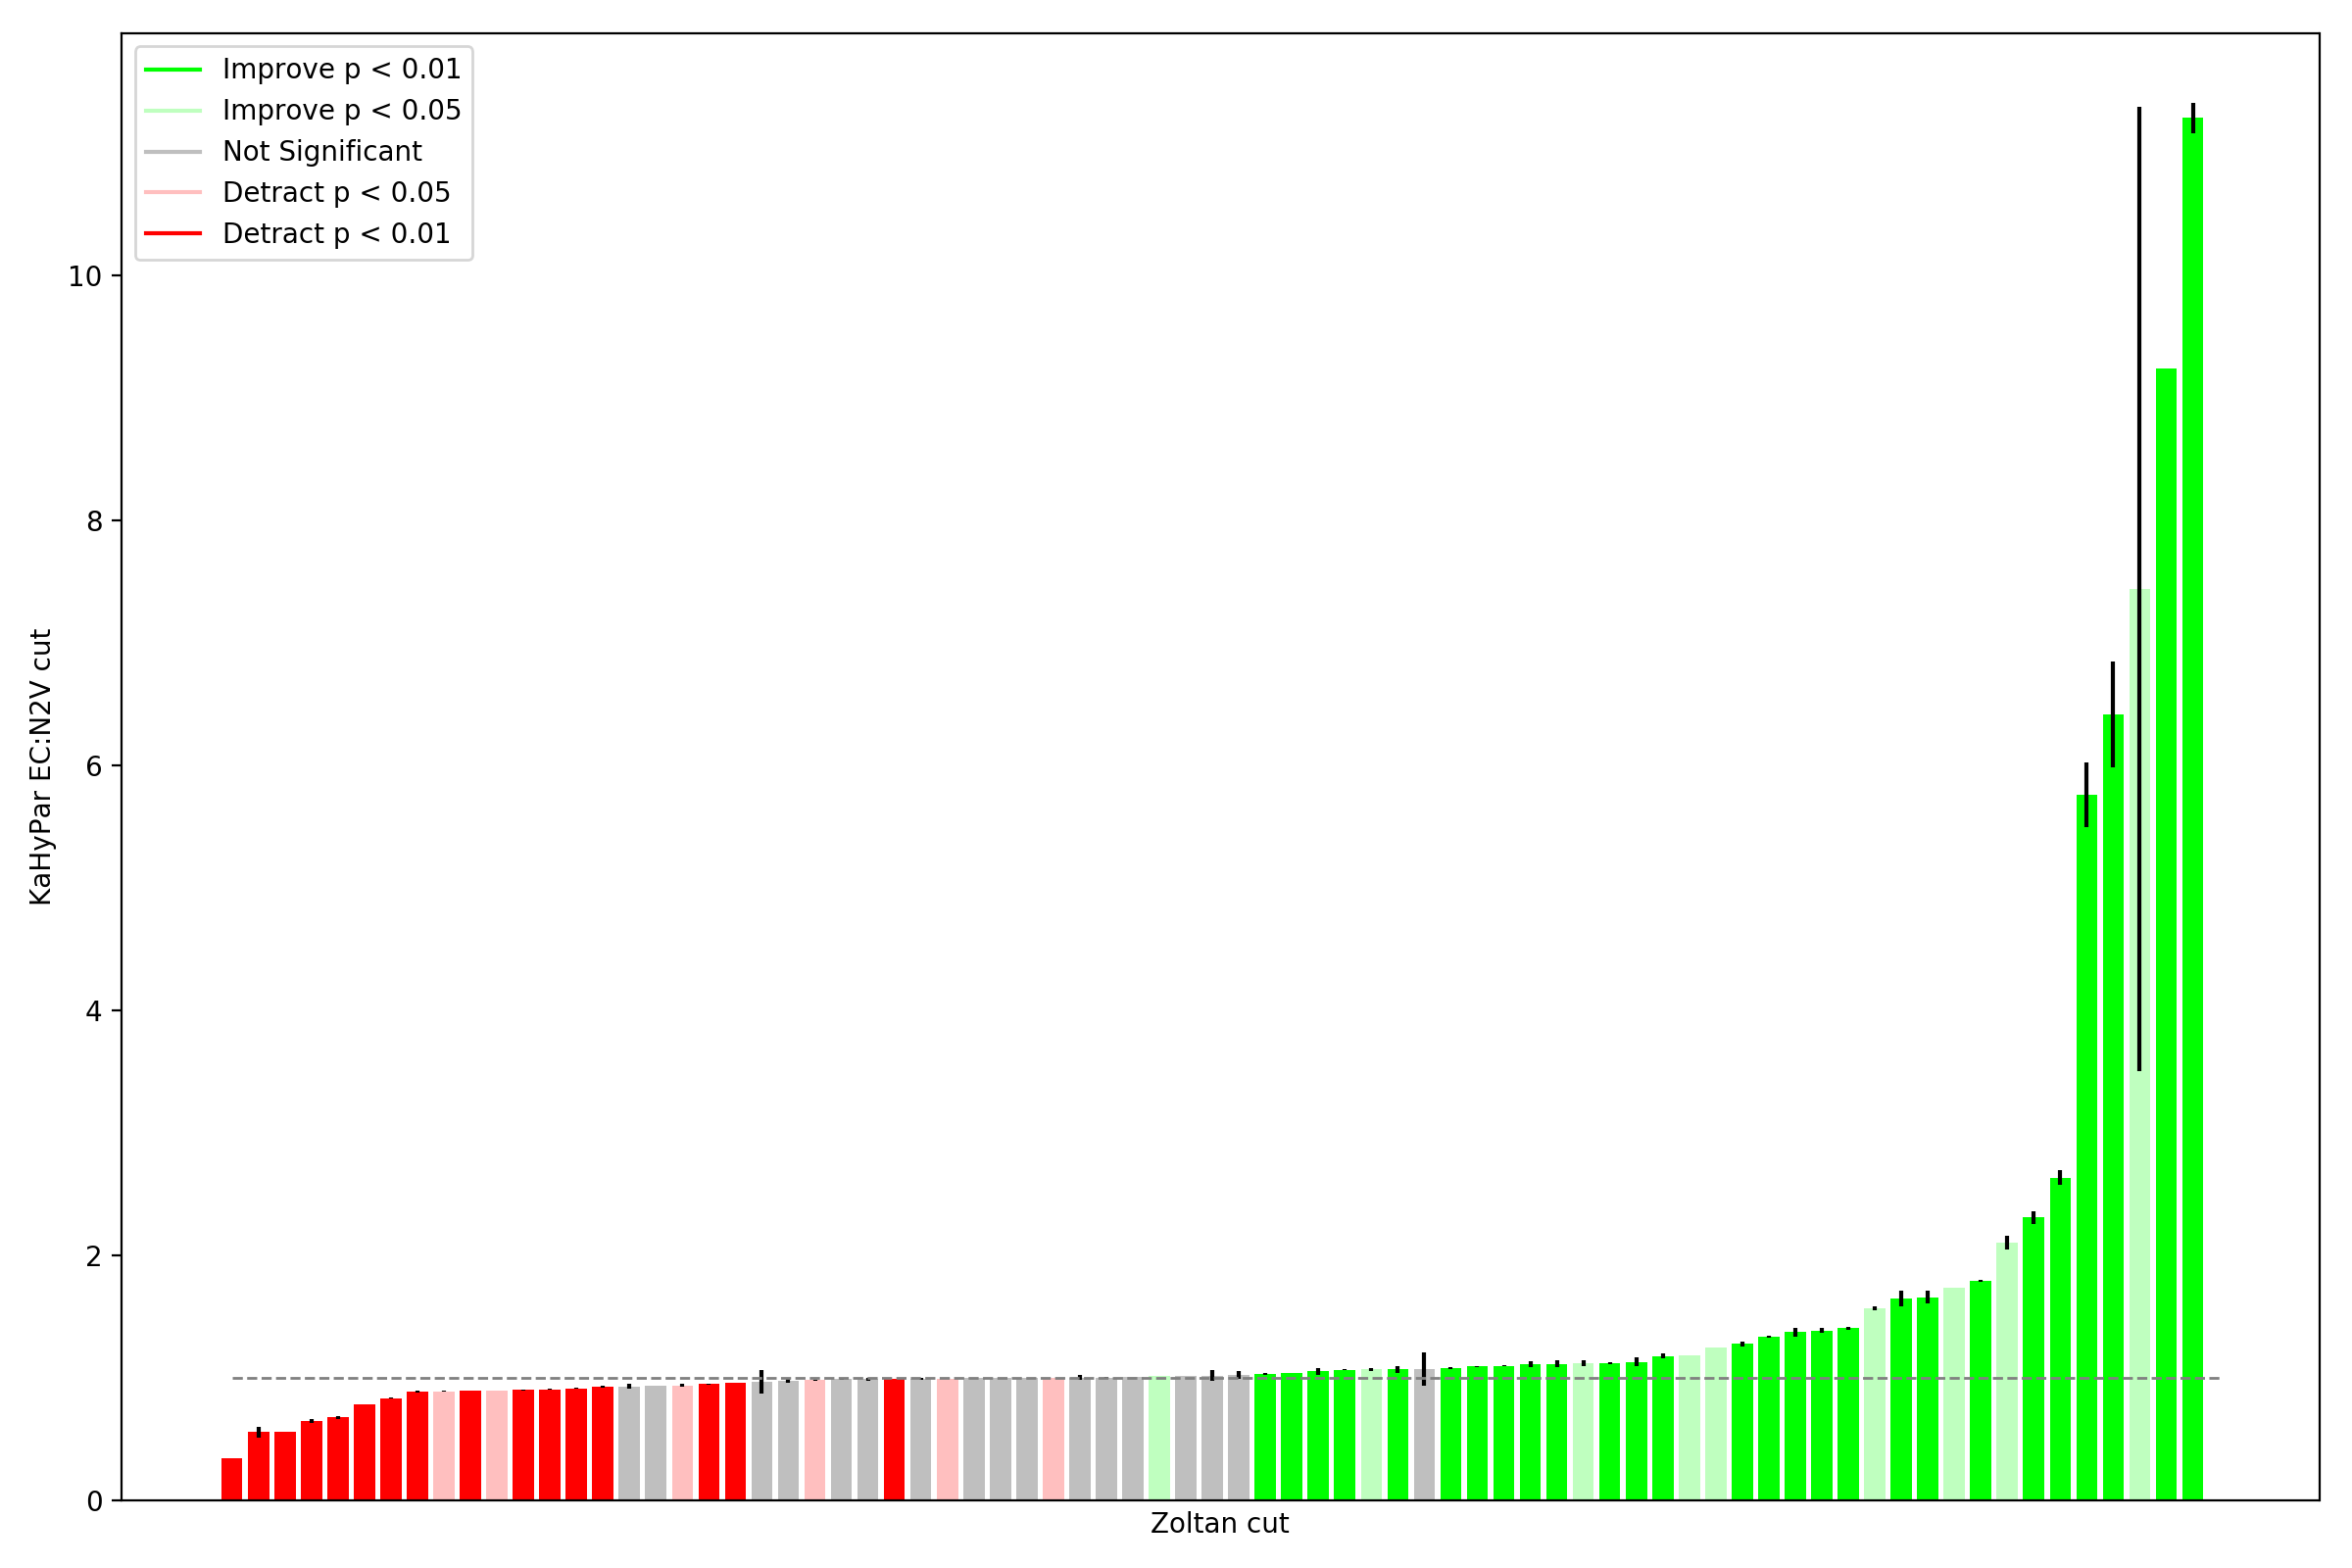 Improve p < 0.01
Improve p < 0.05
Not Significant
Detract p < 0.05
Detract p < 0.01
10
8
6
4
2
0
KaHyPar EC:N2V cut
Zoltan cut